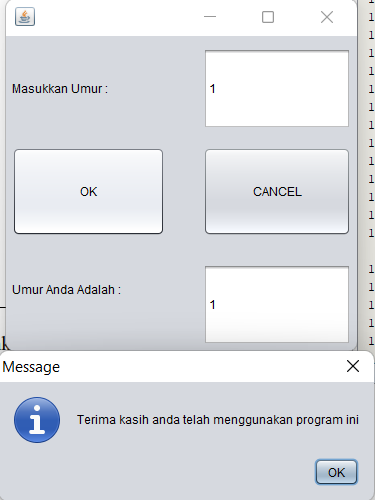 Masukkan Umur :
1
OK
CANCEL
Umur Anda Adalah :
1
Message
Terima kasih anda telah menggunakan program ini
OK